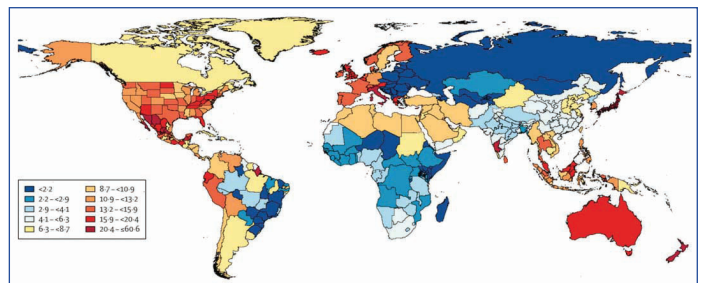 <2·2
2·2 – <2·9
2·9 – <4·1
4·1 – <6·3
6·3 – <8·7
8·7 – <10·9
10·9 – <13·2
13·2 – <15·9
15·9 – <20·4
20·4 – ≤60·6